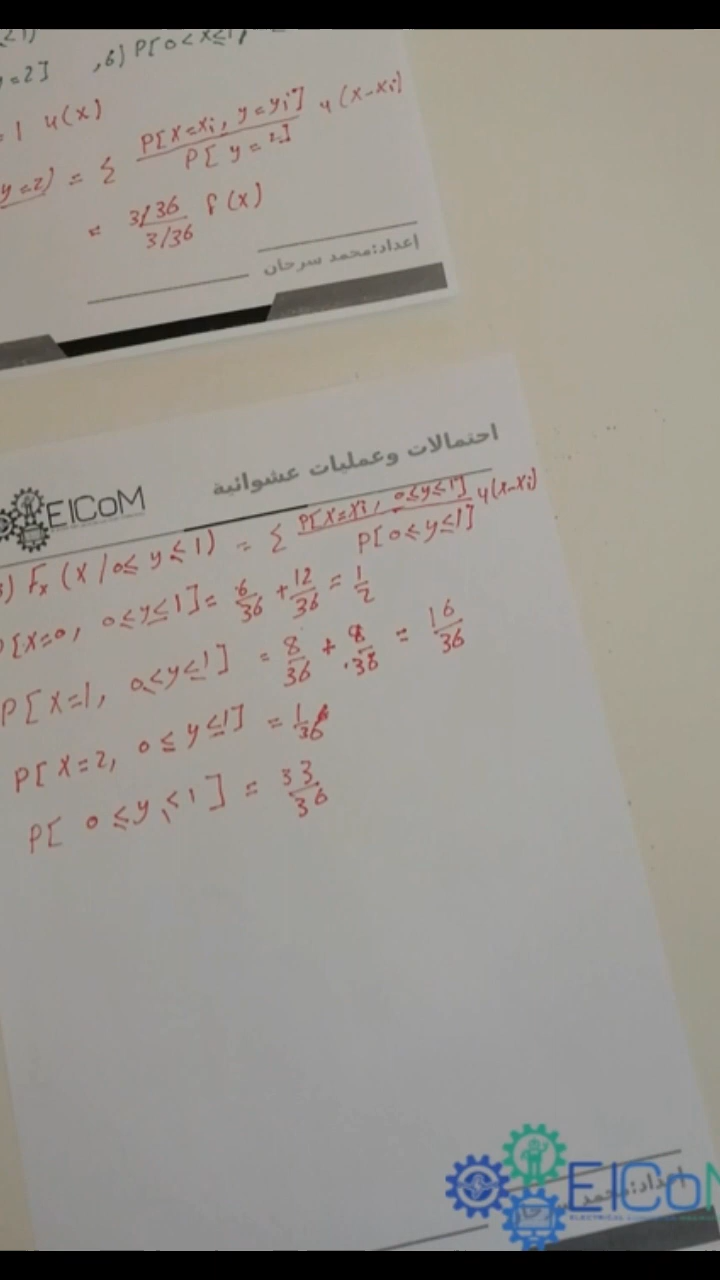 y=2] , 6) P[0<X≤1,
=1 u(x)
y=2) = Σ P[X=xi, y=yi] / P[y=2] u(x-xi)
= 3/36 / 3/36 f(x)
إعداد:محمد سرحان
احتمالات وعمليات عشوائية
EICoM
) Fx (X/0≤y≤1) = Σ P[X=xi, 0≤y≤1] / P[0≤y≤1] u(x-xi)
P[X=0, 0≤y≤1] = 6/36 + 12/36 = 1/2
P[X=1, 0≤y≤1] = 8/36 + 8/36 = 16/36
P[X=2, 0≤y≤1] = 1/36
P[0≤y≤1] = 33/36
إعداد:محمد سرحان
EICoM